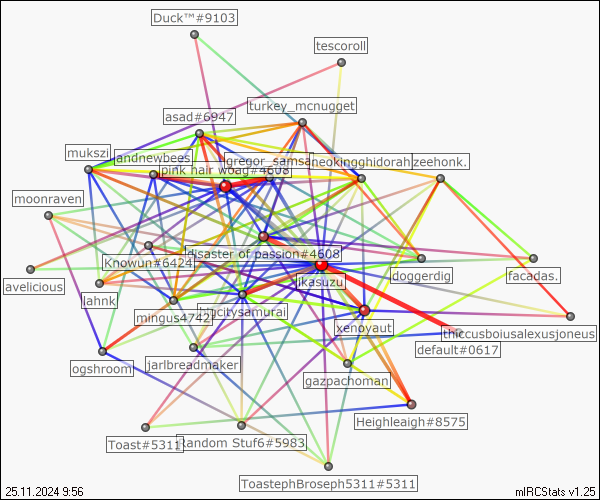 Duck™#9103
tescoroll
turkey_mcnugget
asad#6947
mukszi
andnewbees
gregor_samsa
neokingghidorah
zeehonk.
pink hair woag#4608
moonraven
disaster of passion#4608
Knowun#6424
avelicious
doggerdig
facadas.
jikasuzu
lahnk
mingus4742
lucitysamurai
xenoyaut
thiccusboiusalexusjoneus
default#0617
ogshroom
jarlbreadmaker
gazpachoman
Heighleaigh#8575
Toast#5311
Random Stuf6#5983
ToastephBroseph5311#5311
25.11.2024 9:56
mIRCStats v1.25